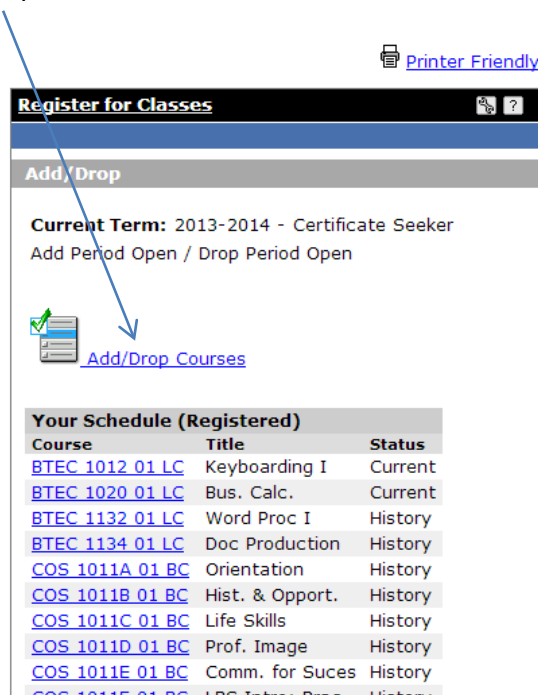 Printer Friendly
Register for Classes ?
Add/Drop
Current Term: 2013-2014 - Certificate Seeker
Add Period Open / Drop Period Open
Add/Drop Courses
Your Schedule (Registered)
Course Title Status
BTEC 1012 01 LC Keyboarding I Current
BTEC 1020 01 LC Bus. Calc. Current
BTEC 1132 01 LC Word Proc I History
BTEC 1134 01 LC Doc Production History
COS 1011A 01 BC Orientation History
COS 1011B 01 BC Hist. & Opport. History
COS 1011C 01 BC Life Skills History
COS 1011D 01 BC Prof. Image History
COS 1011E 01 BC Comm. for Suces History